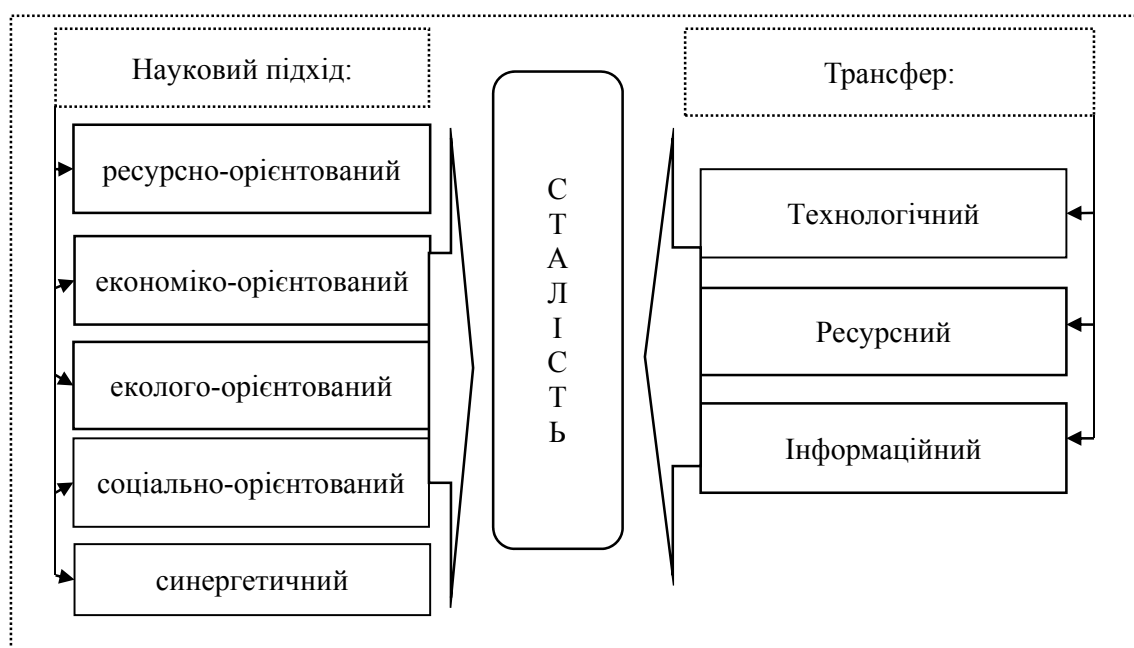 Науковий підхід:
ресурсно-орієнтований
економіко-орієнтований
еколого-орієнтований
соціально-орієнтований
синергетичний
С
Т
А
Л
І
С
Т
Ь
Трансфер:
Технологічний
Ресурсний
Інформаційний